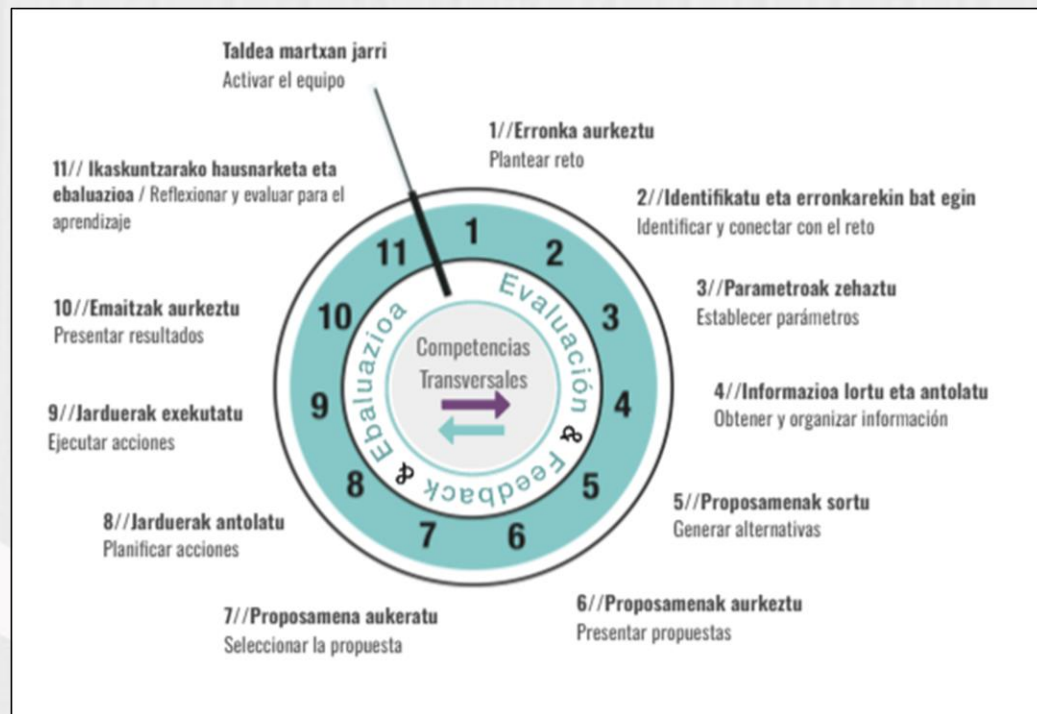 Taldea martxan jarri
Activar el equipo
1//Erronka aurkeztu
Plantear reto
2//Identifikatu eta erronkarekin bat egin
Identificar y conectar con el reto
3//Parametroak zehaztu
Establecer parámetros
4//Informazioa lortu eta antolatu
Obtener y organizar información
5//Proposamenak sortu
Generar alternativas
6//Proposamenak aurkeztu
Presentar propuestas
7//Proposamena aukeratu
Seleccionar la propuesta
8//Jarduerak antolatu
Planificar acciones
9//Jarduerak exekutatu
Ejecutar acciones
10//Emaitzak aurkeztu
Presentar resultados
11// Ikaskuntzarako hausnarketa eta
ebaluazioa / Reflexionar y evaluar para el
aprendizaje
1
2
3
4
5
6
7
8
9
10
11
Evaluación & Feedback & Ebaluazioa
Competencias
Transversales